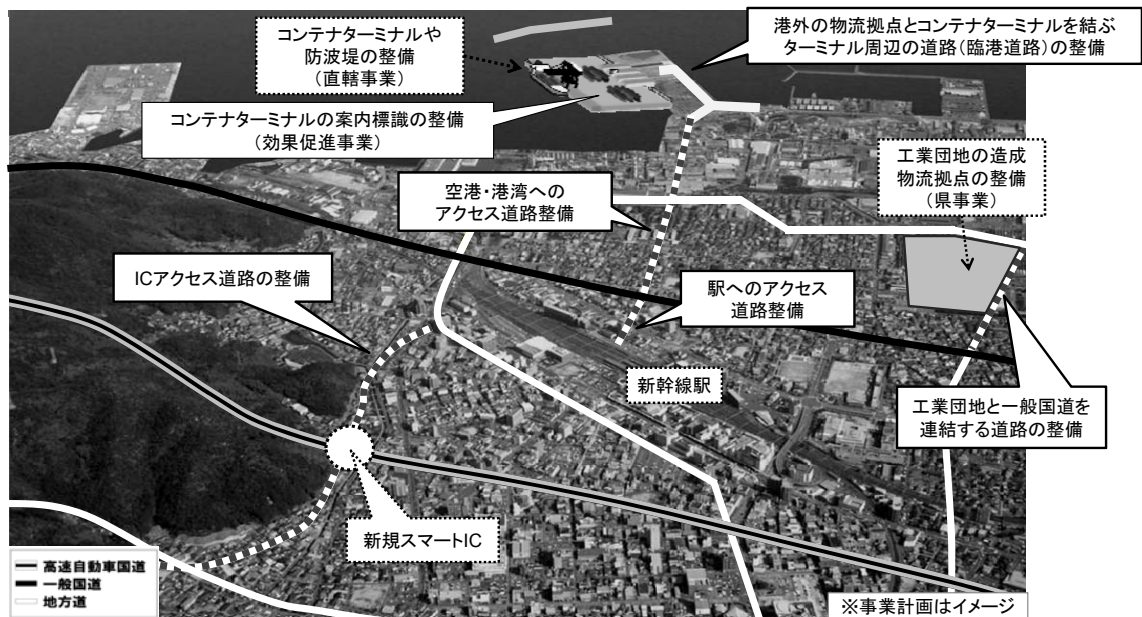 コンテナターミナルや
防波堤の整備
(直轄事業)
港外の物流拠点とコンテナターミナルを結ぶ
ターミナル周辺の道路(臨港道路)の整備
コンテナターミナルの案内標識の整備
(効果促進事業)
工業団地の造成
物流拠点の整備
(県事業)
空港・港湾への
アクセス道路整備
ICアクセス道路の整備
駅へのアクセス
道路整備
新幹線駅
工業団地と一般国道を
連結する道路の整備
新規スマートIC
高速自動車国道
一般国道
地方道
※事業計画はイメージ